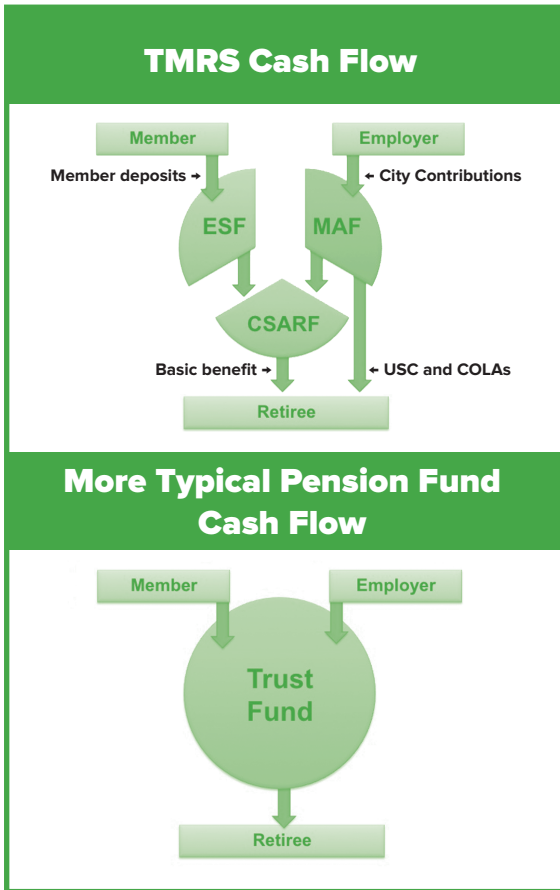 TMRS Cash Flow
Member
Employer
Member deposits →
← City Contributions
ESF
MAF
CSARF
Basic benefit →
← USC and COLAs
Retiree
More Typical Pension Fund
Cash Flow
Member
Employer
Trust
Fund
Retiree